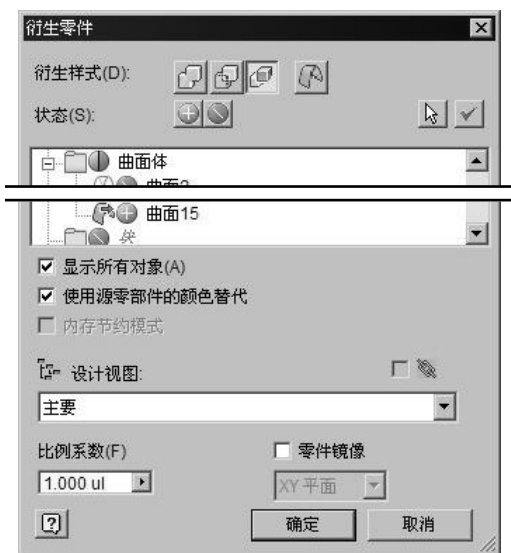 衍生零件
衍生样式(D):
状态(S):
曲面体
曲面15
块
显示所有对象(A)
使用源零部件的颜色替代
内存节约模式
设计视图:
主要
比例系数(F)
零件镜像
1.000 ul
XY 平面
确定
取消